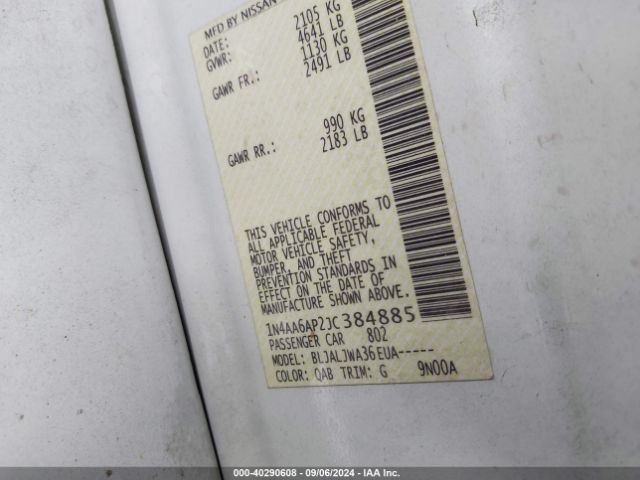 MFD BY NISSAN
DATE: 2105 KG
GVWR: 4641 LB
1130 KG
GAWR FR.: 2491 LB
990 KG
GAWR RR.: 2183 LB
THIS VEHICLE CONFORMS TO
ALL APPLICABLE FEDERAL
MOTOR VEHICLE SAFETY,
BUMPER, AND THEFT
PREVENTION STANDARDS IN
EFFECT ON THE DATE OF
MANUFACTURE SHOWN ABOVE.
1N4AA6AP2JC384885
PASSENGER CAR 802
MODEL: BLJALJWA36EUA------
COLOR: QAB TRIM: G 9N00A
000-40290608 - 09/06/2024 - IAA Inc.